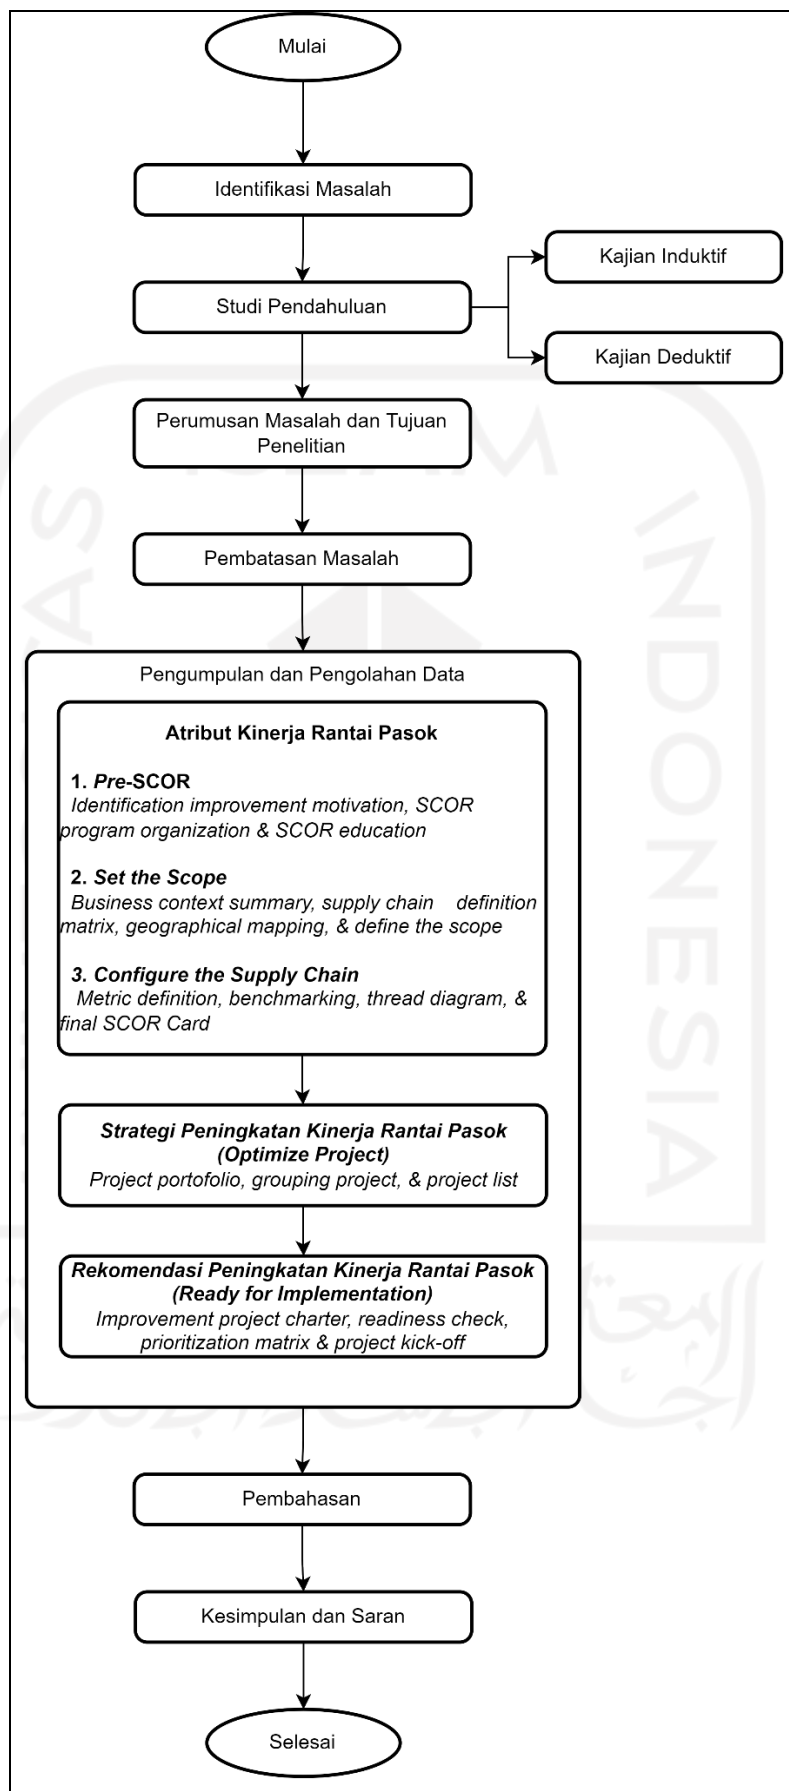 Mulai
Identifikasi Masalah
Studi Pendahuluan
Kajian Induktif
Kajian Deduktif
Perumusan Masalah dan Tujuan
Penelitian
Pembatasan Masalah
Pengumpulan dan Pengolahan Data
Atribut Kinerja Rantai Pasok
1. Pre-SCOR
Identification improvement motivation, SCOR
program organization & SCOR education
2. Set the Scope
Business context summary, supply chain definition
matrix, geographical mapping, & define the scope
3. Configure the Supply Chain
Metric definition, benchmarking, thread diagram, &
final SCOR Card
Strategi Peningkatan Kinerja Rantai Pasok
(Optimize Project)
Project portofolio, grouping project, & project list
Rekomendasi Peningkatan Kinerja Rantai Pasok
(Ready for Implementation)
Improvement project charter, readiness check,
prioritization matrix & project kick-off
Pembahasan
Kesimpulan dan Saran
Selesai
ISLAM
INDONESIA